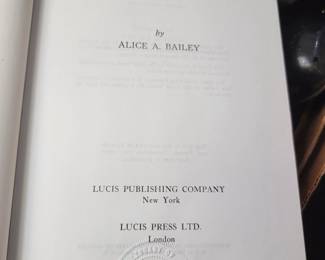 by
ALICE A. BAILEY
LUCIS PUBLISHING COMPANY
New York
LUCIS PRESS LTD.
London